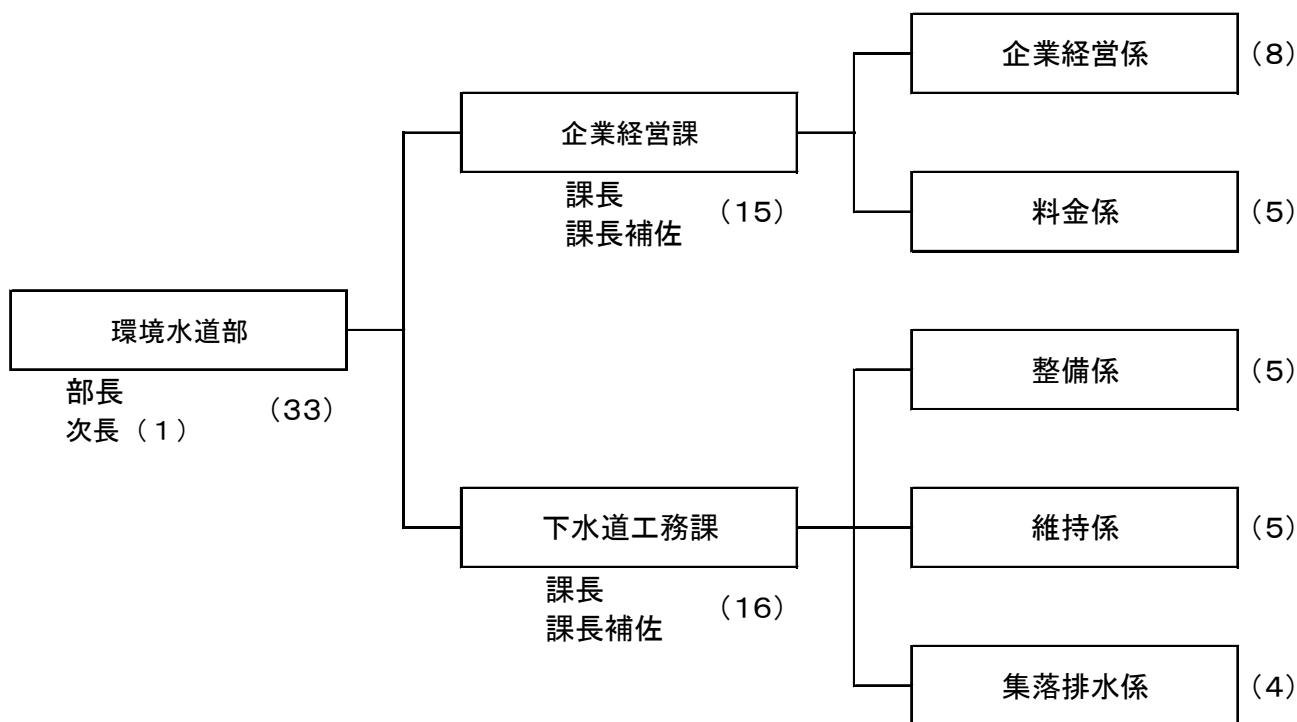 企業経営係 （8）
企業経営課
課長
課長補佐 （15）
料金係 （5）
環境水道部
部長
次長（1） （33）
整備係 （5）
下水道工務課
課長
課長補佐 （16）
維持係 （5）
集落排水係 （4）